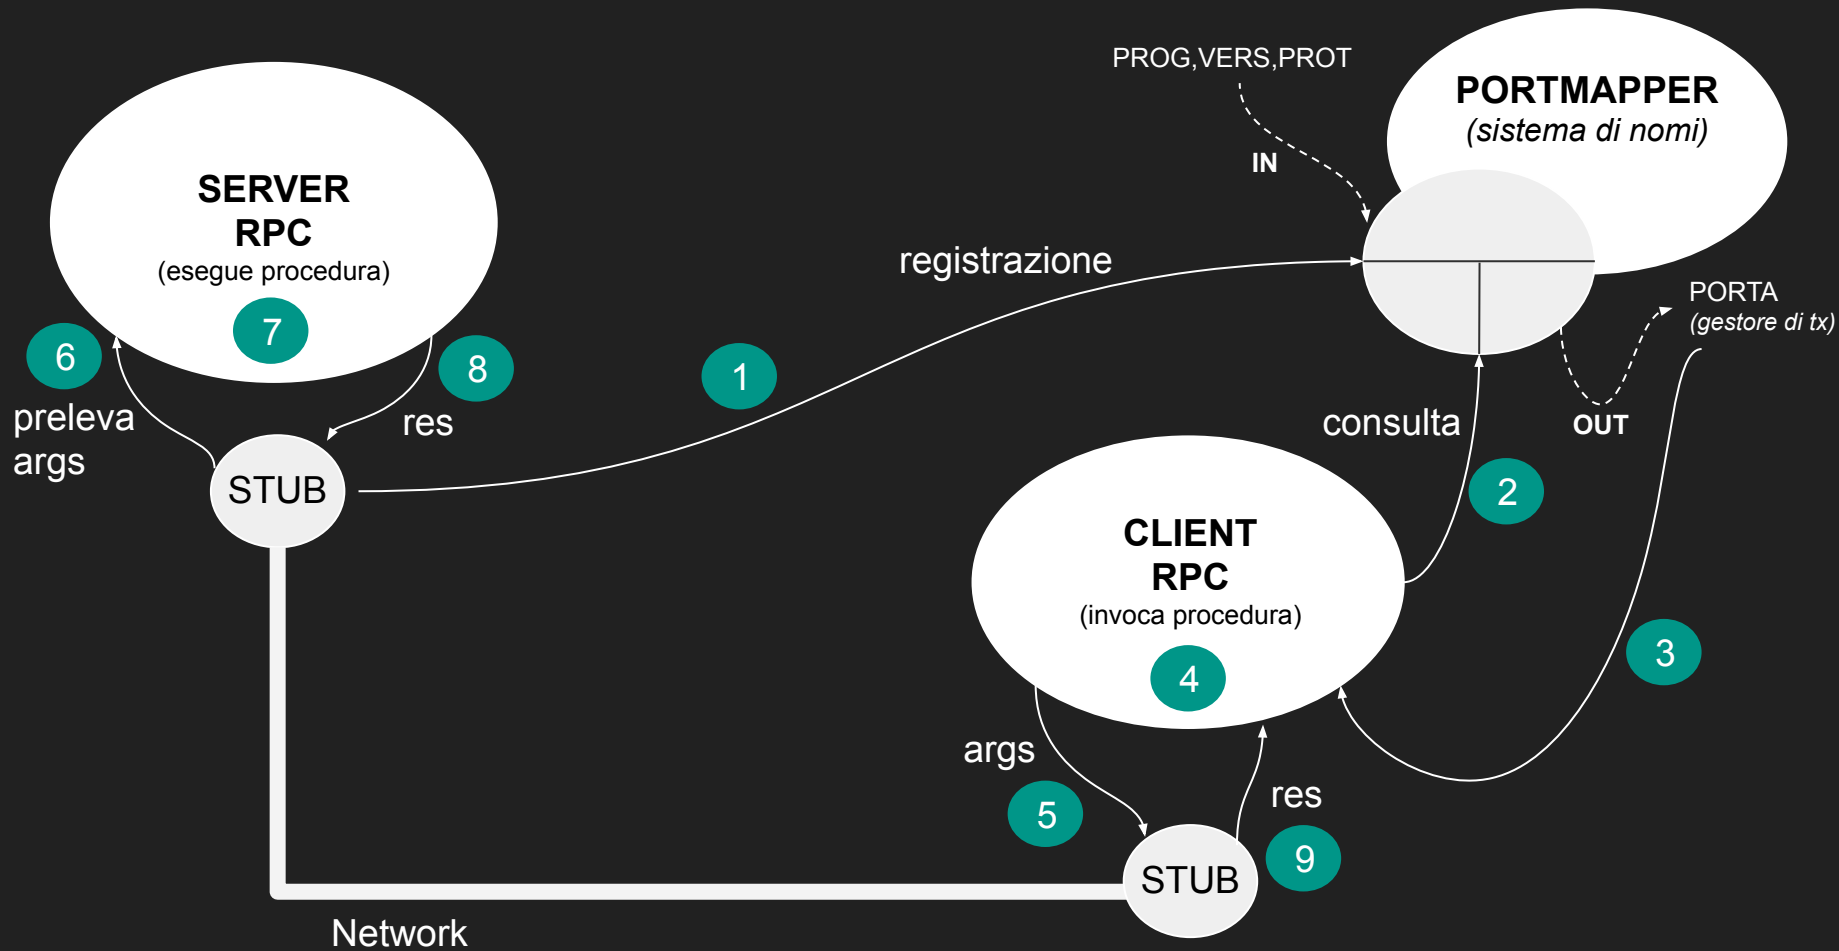 PROG,VERS,PROT
IN
PORTMAPPER
(sistema di nomi)
SERVER
RPC
(esegue procedura)
7
6
preleva
args
8
res
STUB
1
registrazione
PORTA
(gestore di tx)
OUT
consulta
2
3
CLIENT
RPC
(invoca procedura)
4
args
5
res
9
STUB
Network